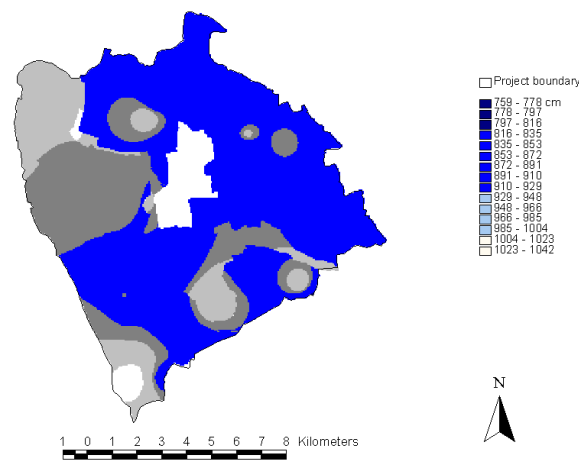 Project boundary
759 - 778 cm
778 - 797
797 - 816
816 - 835
835 - 853
853 - 872
872 - 891
891 - 910
910 - 929
929 - 948
948 - 966
966 - 985
985 - 1004
1004 - 1023
1023 - 1042
N
1 0 1 2 3 4 5 6 7 8 Kilometers